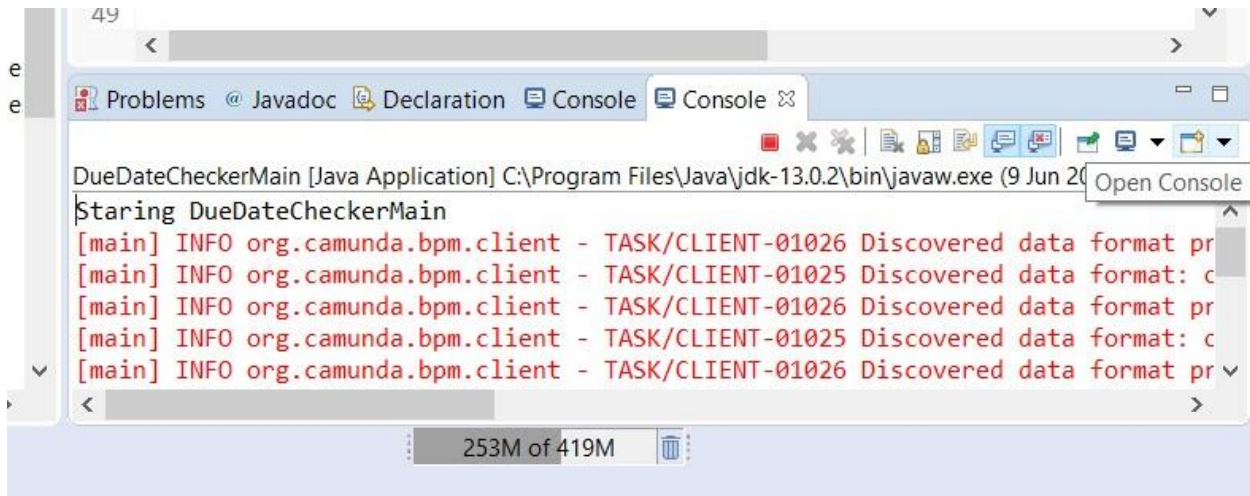 49
e
e
Problems @ Javadoc Declaration Console Console
DueDateCheckerMain [Java Application] C:\Program Files\Java\jdk-13.0.2\bin\javaw.exe (9 Jun 20
Open Console
Staring DueDateCheckerMain
[main] INFO org.camunda.bpm.client - TASK/CLIENT-01026 Discovered data format pr
[main] INFO org.camunda.bpm.client - TASK/CLIENT-01025 Discovered data format: c
[main] INFO org.camunda.bpm.client - TASK/CLIENT-01026 Discovered data format pr
[main] INFO org.camunda.bpm.client - TASK/CLIENT-01025 Discovered data format: c
[main] INFO org.camunda.bpm.client - TASK/CLIENT-01026 Discovered data format pr
253M of 419M